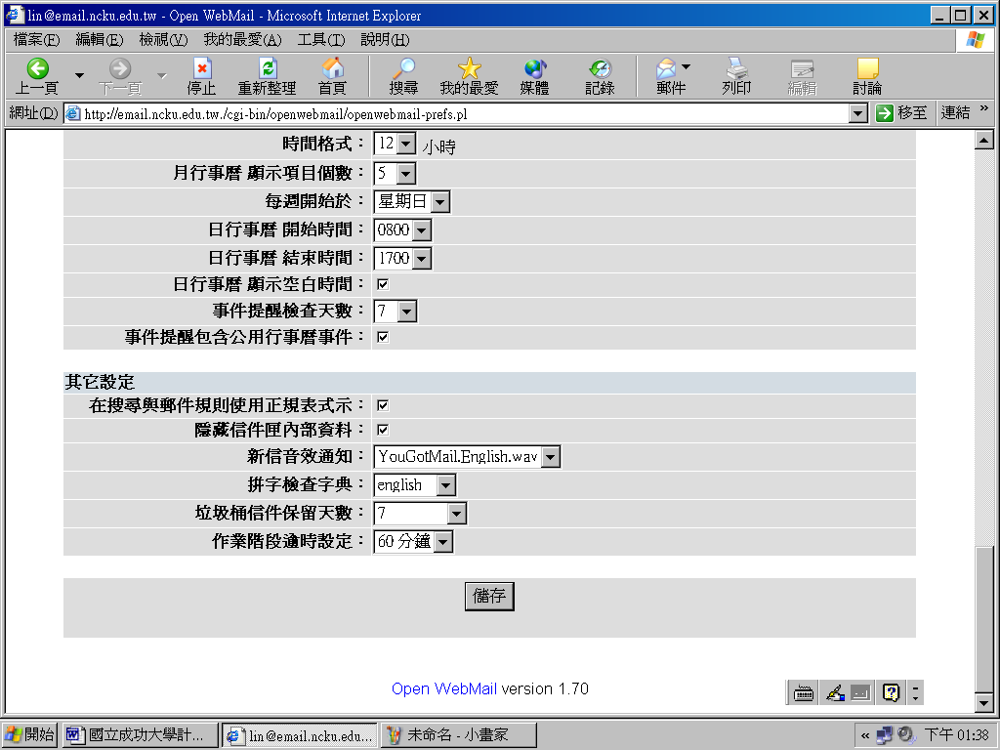 lin@email.ncku.edu.tw - Open WebMail - Microsoft Internet Explorer
檔案(F) 編輯(E) 檢視(V) 我的最愛(A) 工具(T) 說明(H)
上一頁 下一頁 停止 重新整理 首頁 搜尋 我的最愛 媒體 記錄 郵件 列印 編輯 討論
網址(D) http://email.ncku.edu.tw./cgi-bin/openwebmail/openwebmail-prefs.pl 移至 連結 »
時間格式： 12 小時
月行事曆 顯示項目個數： 5
每週開始於： 星期日
日行事曆 開始時間： 0800
日行事曆 結束時間： 1700
日行事曆 顯示空白時間：
事件提醒檢查天數： 7
事件提醒包含公用行事曆事件：
其它設定
在搜尋與郵件規則使用正規表式示：
隱藏信件匣內部資料：
新信音效通知： YouGotMail.English.wav
拼字檢查字典： english
垃圾桶信件保留天數： 7
作業階段逾時設定： 60 分鐘
儲存
Open WebMail version 1.70
開始 國立成功大學計... lin@email.ncku.edu.tw... 未命名 - 小畫家 « 下午 01:38